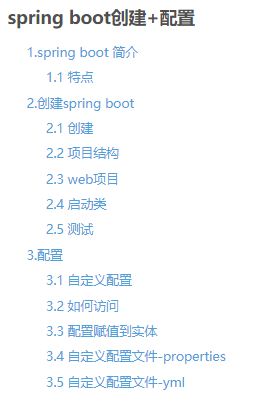 spring boot创建+配置
1.spring boot 简介
1.1 特点
2.创建spring boot
2.1 创建
2.2 项目结构
2.3 web项目
2.4 启动类
2.5 测试
3.配置
3.1 自定义配置
3.2 如何访问
3.3 配置赋值到实体
3.4 自定义配置文件-properties
3.5 自定义配置文件-yml